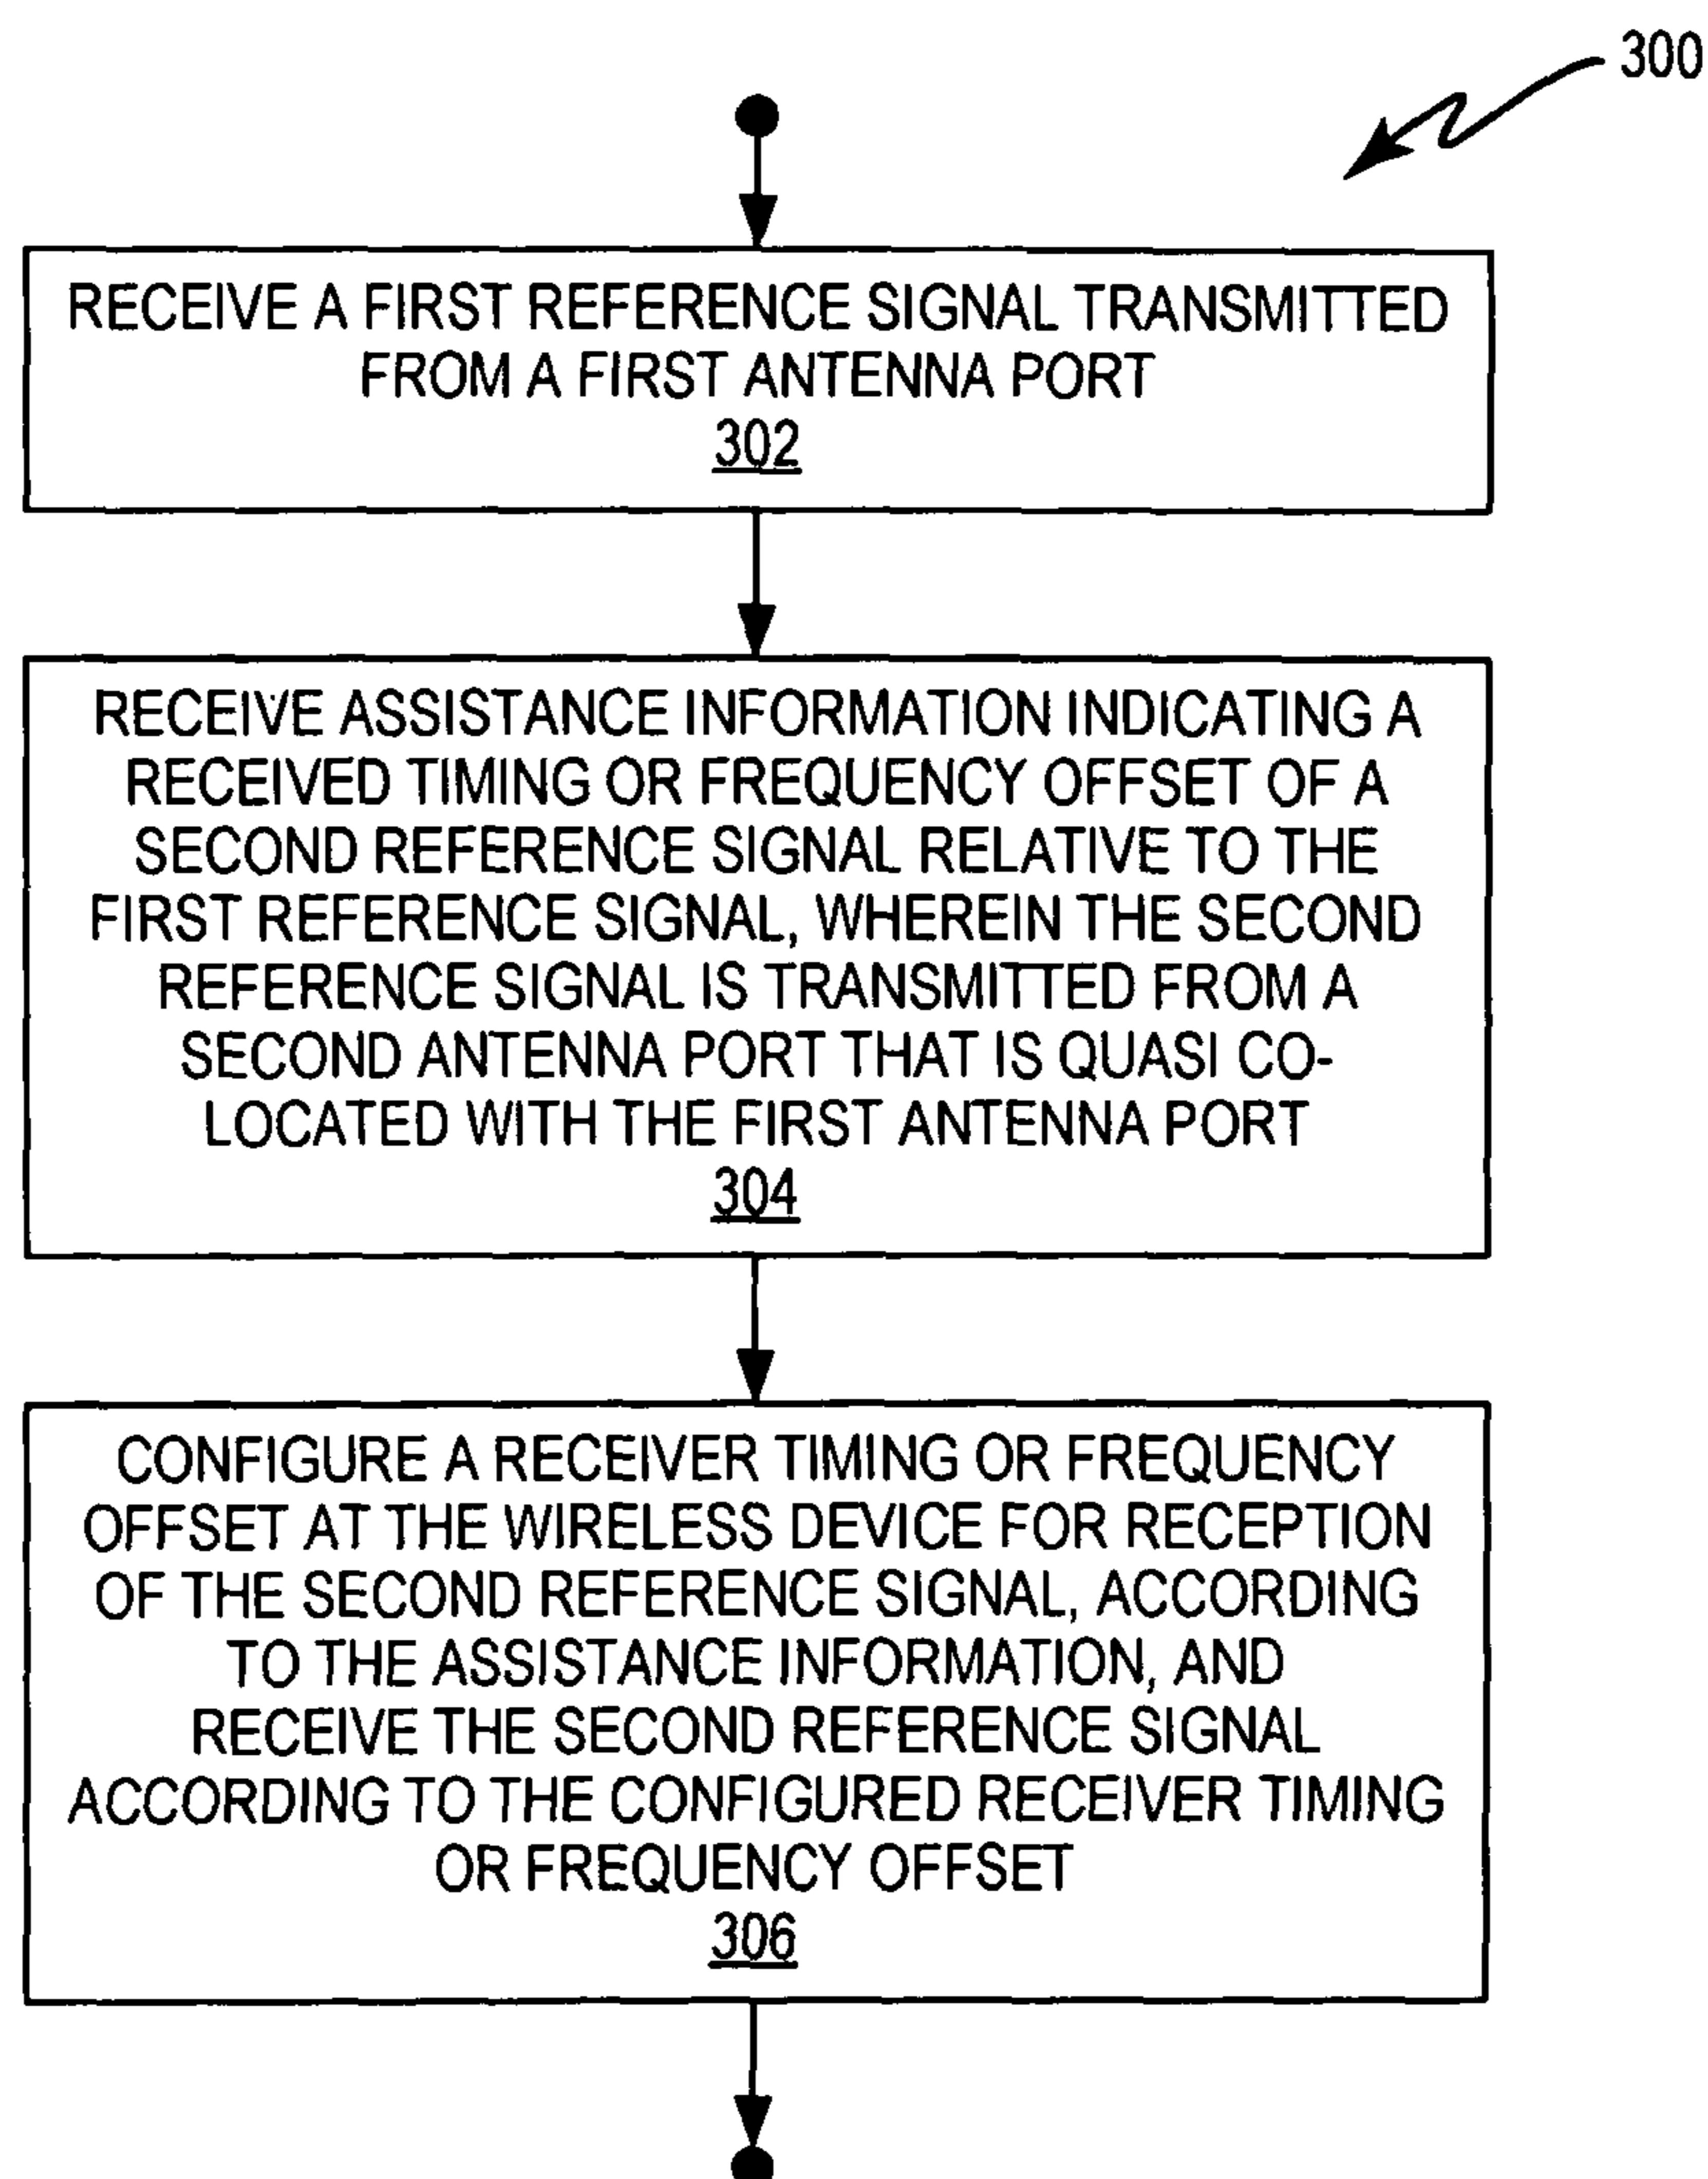 300
RECEIVE A FIRST REFERENCE SIGNAL TRANSMITTED
FROM A FIRST ANTENNA PORT
302
RECEIVE ASSISTANCE INFORMATION INDICATING A
RECEIVED TIMING OR FREQUENCY OFFSET OF A
SECOND REFERENCE SIGNAL RELATIVE TO THE
FIRST REFERENCE SIGNAL, WHEREIN THE SECOND
REFERENCE SIGNAL IS TRANSMITTED FROM A
SECOND ANTENNA PORT THAT IS QUASI CO-
LOCATED WITH THE FIRST ANTENNA PORT
304
CONFIGURE A RECEIVER TIMING OR FREQUENCY
OFFSET AT THE WIRELESS DEVICE FOR RECEPTION
OF THE SECOND REFERENCE SIGNAL, ACCORDING
TO THE ASSISTANCE INFORMATION, AND
RECEIVE THE SECOND REFERENCE SIGNAL
ACCORDING TO THE CONFIGURED RECEIVER TIMING
OR FREQUENCY OFFSET
306